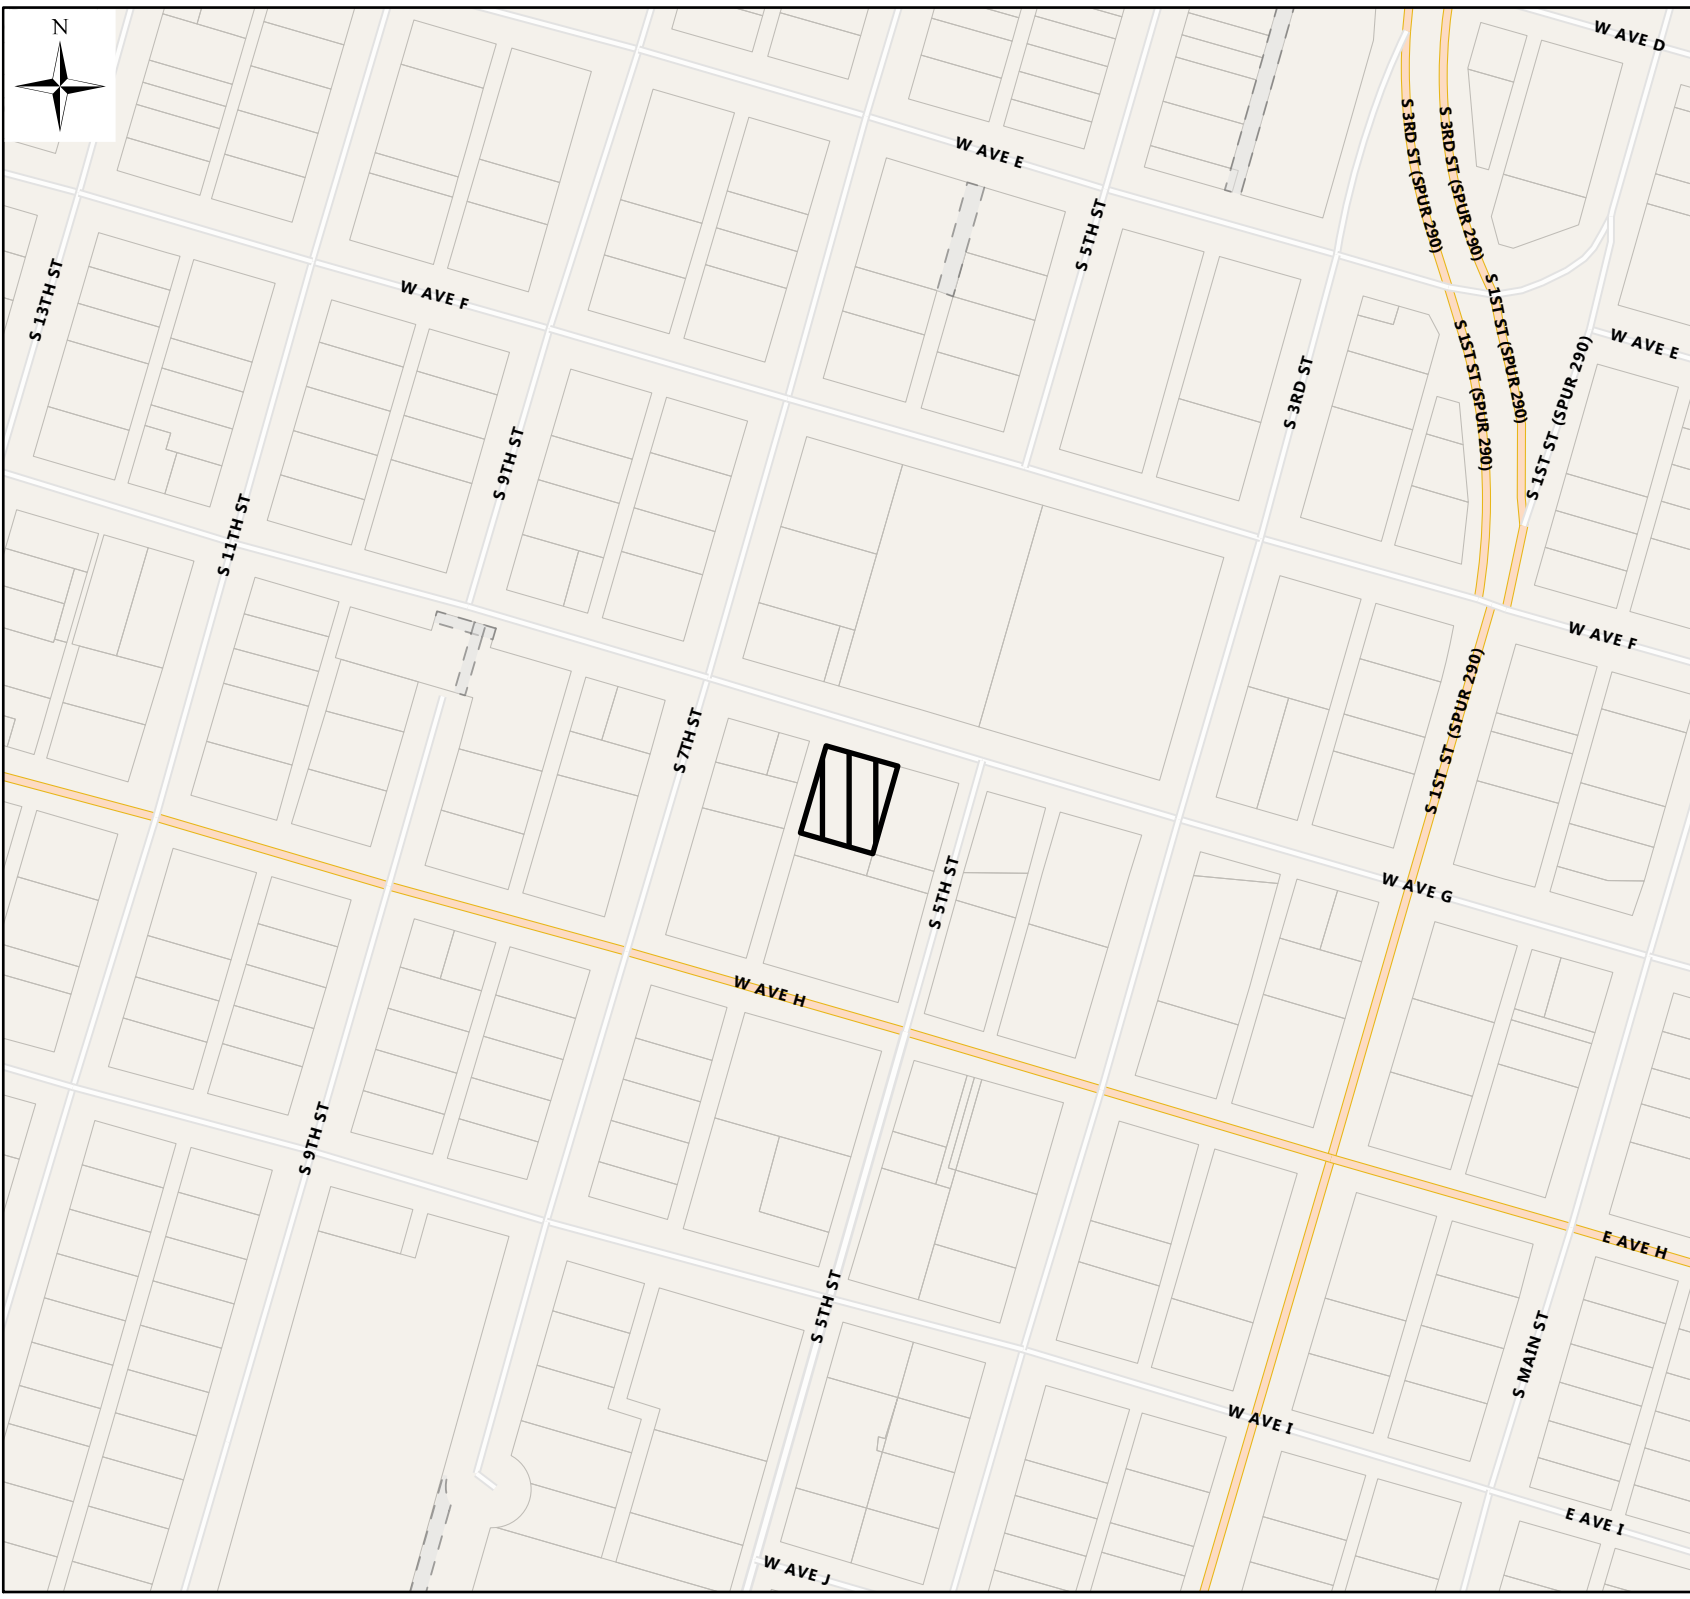 N
W AVE D
S 3RD ST (SPUR 290)
S 3RD ST (SPUR 290)
W AVE E
S 5TH ST
S 13TH ST
W AVE F
S 1ST ST (SPUR 290)
S 1ST ST (SPUR 290)
W AVE E
S 1ST ST (SPUR 290)
S 3RD ST
S 9TH ST
S 11TH ST
W AVE F
S 1ST ST (SPUR 290)
S 7TH ST
S 5TH ST
W AVE G
W AVE H
S 9TH ST
E AVE H
S 5TH ST
S MAIN ST
W AVE I
E AVE I
W AVE J